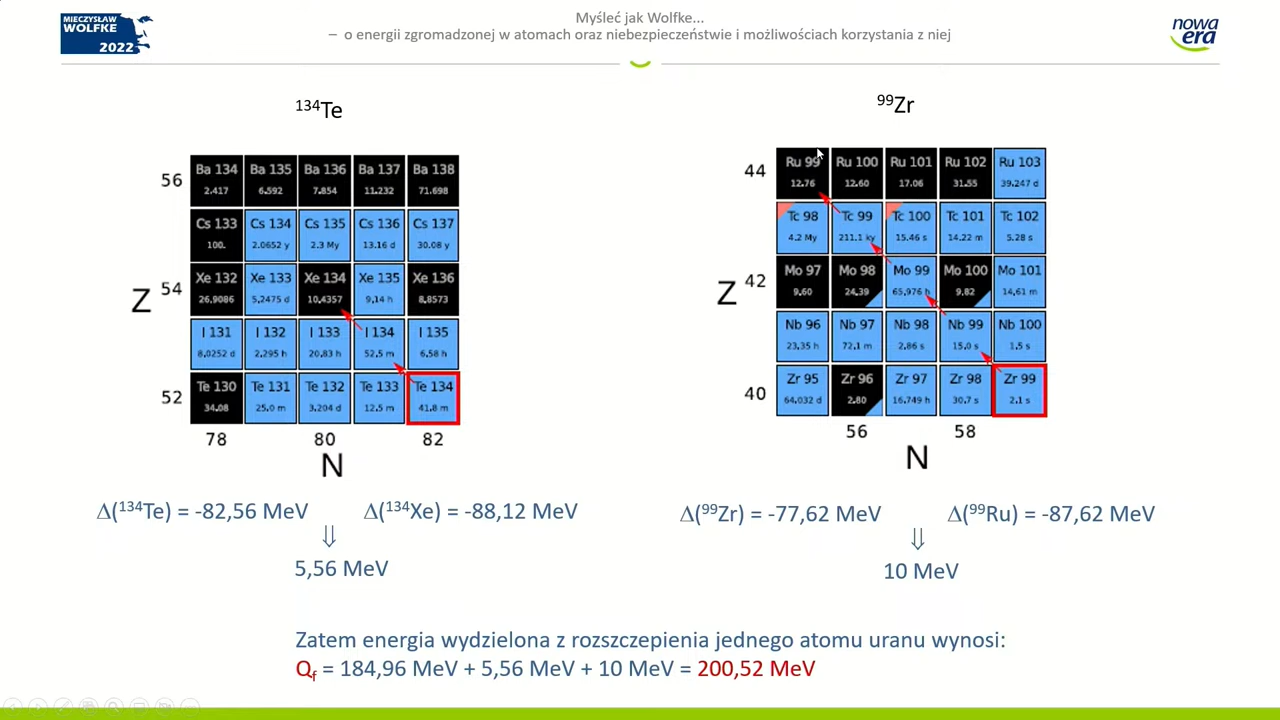 MIECZYSŁAW
WOLFKE
2022
Myśleć jak Wolfke...
– o energii zgromadzonej w atomach oraz niebezpieczeństwie i możliwościach korzystania z niej
nowa
era
¹³⁴Te
56
Ba 134 Ba 135 Ba 136 Ba 137 Ba 138
2.417 6.592 7.854 11.232 71.698
Cs 133 Cs 134 Cs 135 Cs 136 Cs 137
100. 2.0652 y 2.3 My 13.16 d 30.08 y
Z 54
Xe 132 Xe 133 Xe 134 Xe 135 Xe 136
26.9086 5.2475 d 10.4357 9.14 h 8.8573
I 131 I 132 I 133 I 134 I 135
8.0252 d 2.295 h 20.83 h 52.5 m 6.58 h
52
Te 130 Te 131 Te 132 Te 133 Te 134
34.08 25.0 m 3.204 d 12.5 m 41.8 m
78 80 82
N
⁹⁹Zr
44
Ru 99 Ru 100 Ru 101 Ru 102 Ru 103
12.76 12.60 17.06 31.55 39.247 d
Tc 98 Tc 99 Tc 100 Tc 101 Tc 102
4.2 My 211.1 ky 15.46 s 14.22 m 5.28 s
Z 42
Mo 97 Mo 98 Mo 99 Mo 100 Mo 101
9.60 24.39 65.976 h 9.82 14.61 m
Nb 96 Nb 97 Nb 98 Nb 99 Nb 100
23.35 h 72.1 m 2.86 s 15.0 s 1.5 s
40
Zr 95 Zr 96 Zr 97 Zr 98 Zr 99
64.032 d 2.80 16.749 h 30.7 s 2.1 s
56 58
N
Δ(¹³⁴Te) = -82,56 MeV Δ(¹³⁴Xe) = -88,12 MeV
⇓
5,56 MeV
Δ(⁹⁹Zr) = -77,62 MeV Δ(⁹⁹Ru) = -87,62 MeV
⇓
10 MeV
Zatem energia wydzielona z rozszczepienia jednego atomu uranu wynosi:
Qf = 184,96 MeV + 5,56 MeV + 10 MeV = 200,52 MeV